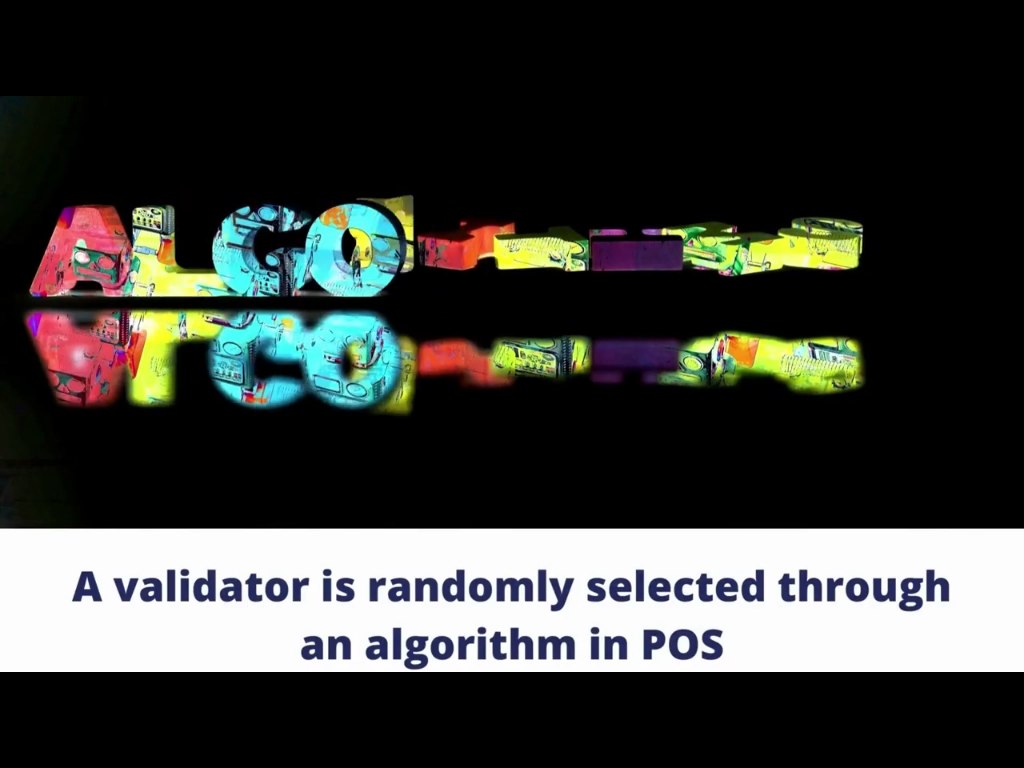 ALGO
A validator is randomly selected through
an algorithm in POS